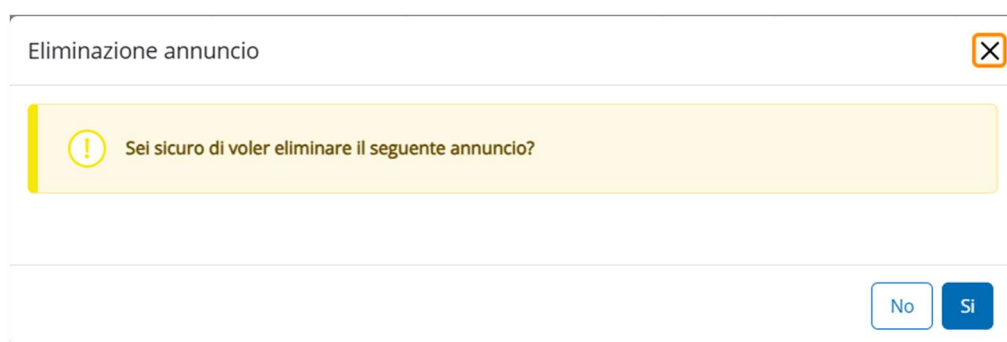 Eliminazione annuncio
Sei sicuro di voler eliminare il seguente annuncio?
No
Si